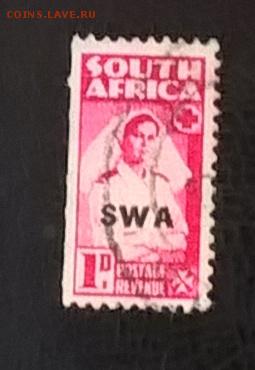 COINS.LAVE.RU
SOUTH
AFRICA
SWA
1D.
POSTAGE
REVENUE